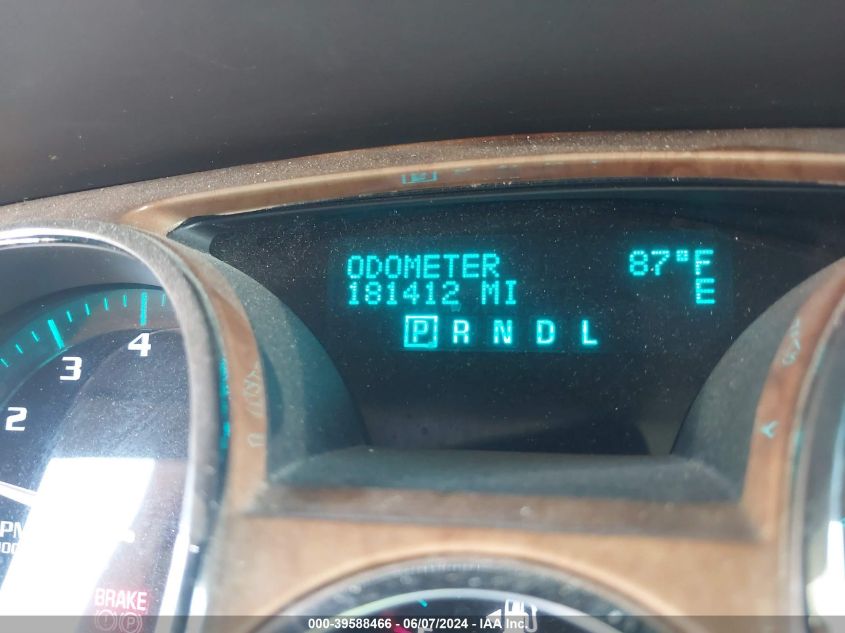 ODOMETER 87°F
181412 MI E
P R N D L
4
3
2
BRAKE
P
000-39588466 - 06/07/2024 - IAA Inc.